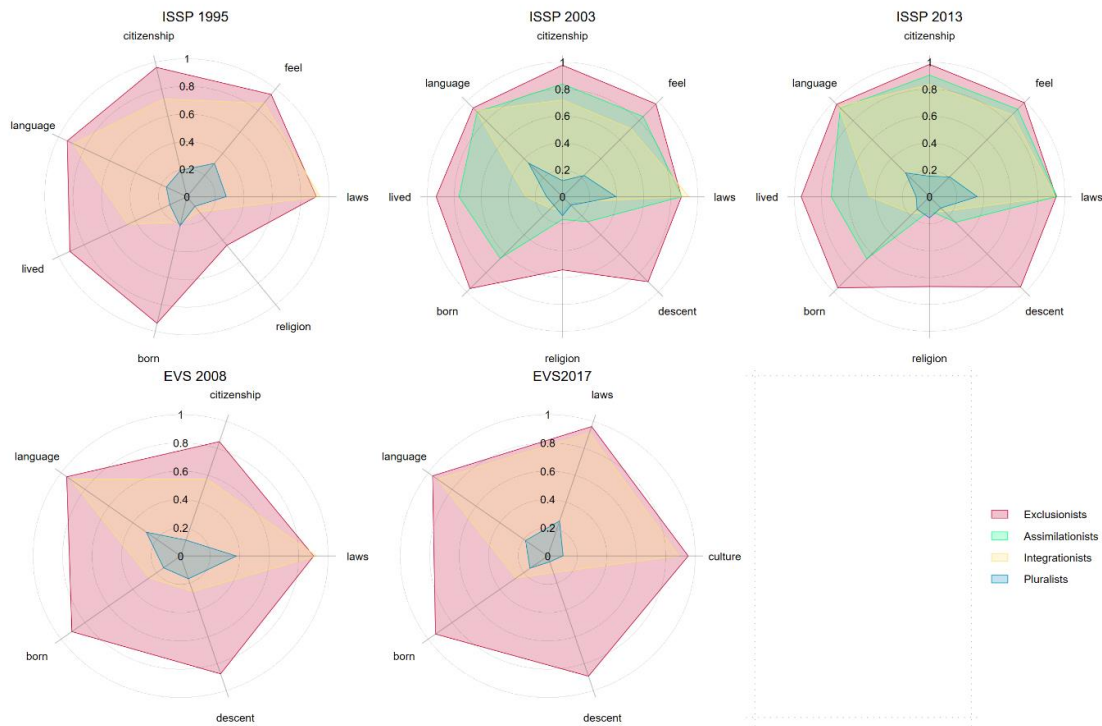 ISSP 1995
citizenship
feel
language
laws
lived
religion
born
1
0.8
0.6
0.4
0.2
0
ISSP 2003
citizenship
language
feel
lived
laws
born
descent
religion
1
0.8
0.6
0.4
0.2
0
ISSP 2013
citizenship
language
feel
lived
laws
born
descent
religion
1
0.8
0.6
0.4
0.2
0
EVS 2008
citizenship
language
laws
born
descent
1
0.8
0.6
0.4
0.2
0
EVS2017
laws
language
culture
born
descent
1
0.8
0.6
0.4
0.2
0
Exclusionists
Assimilationists
Integrationists
Pluralists